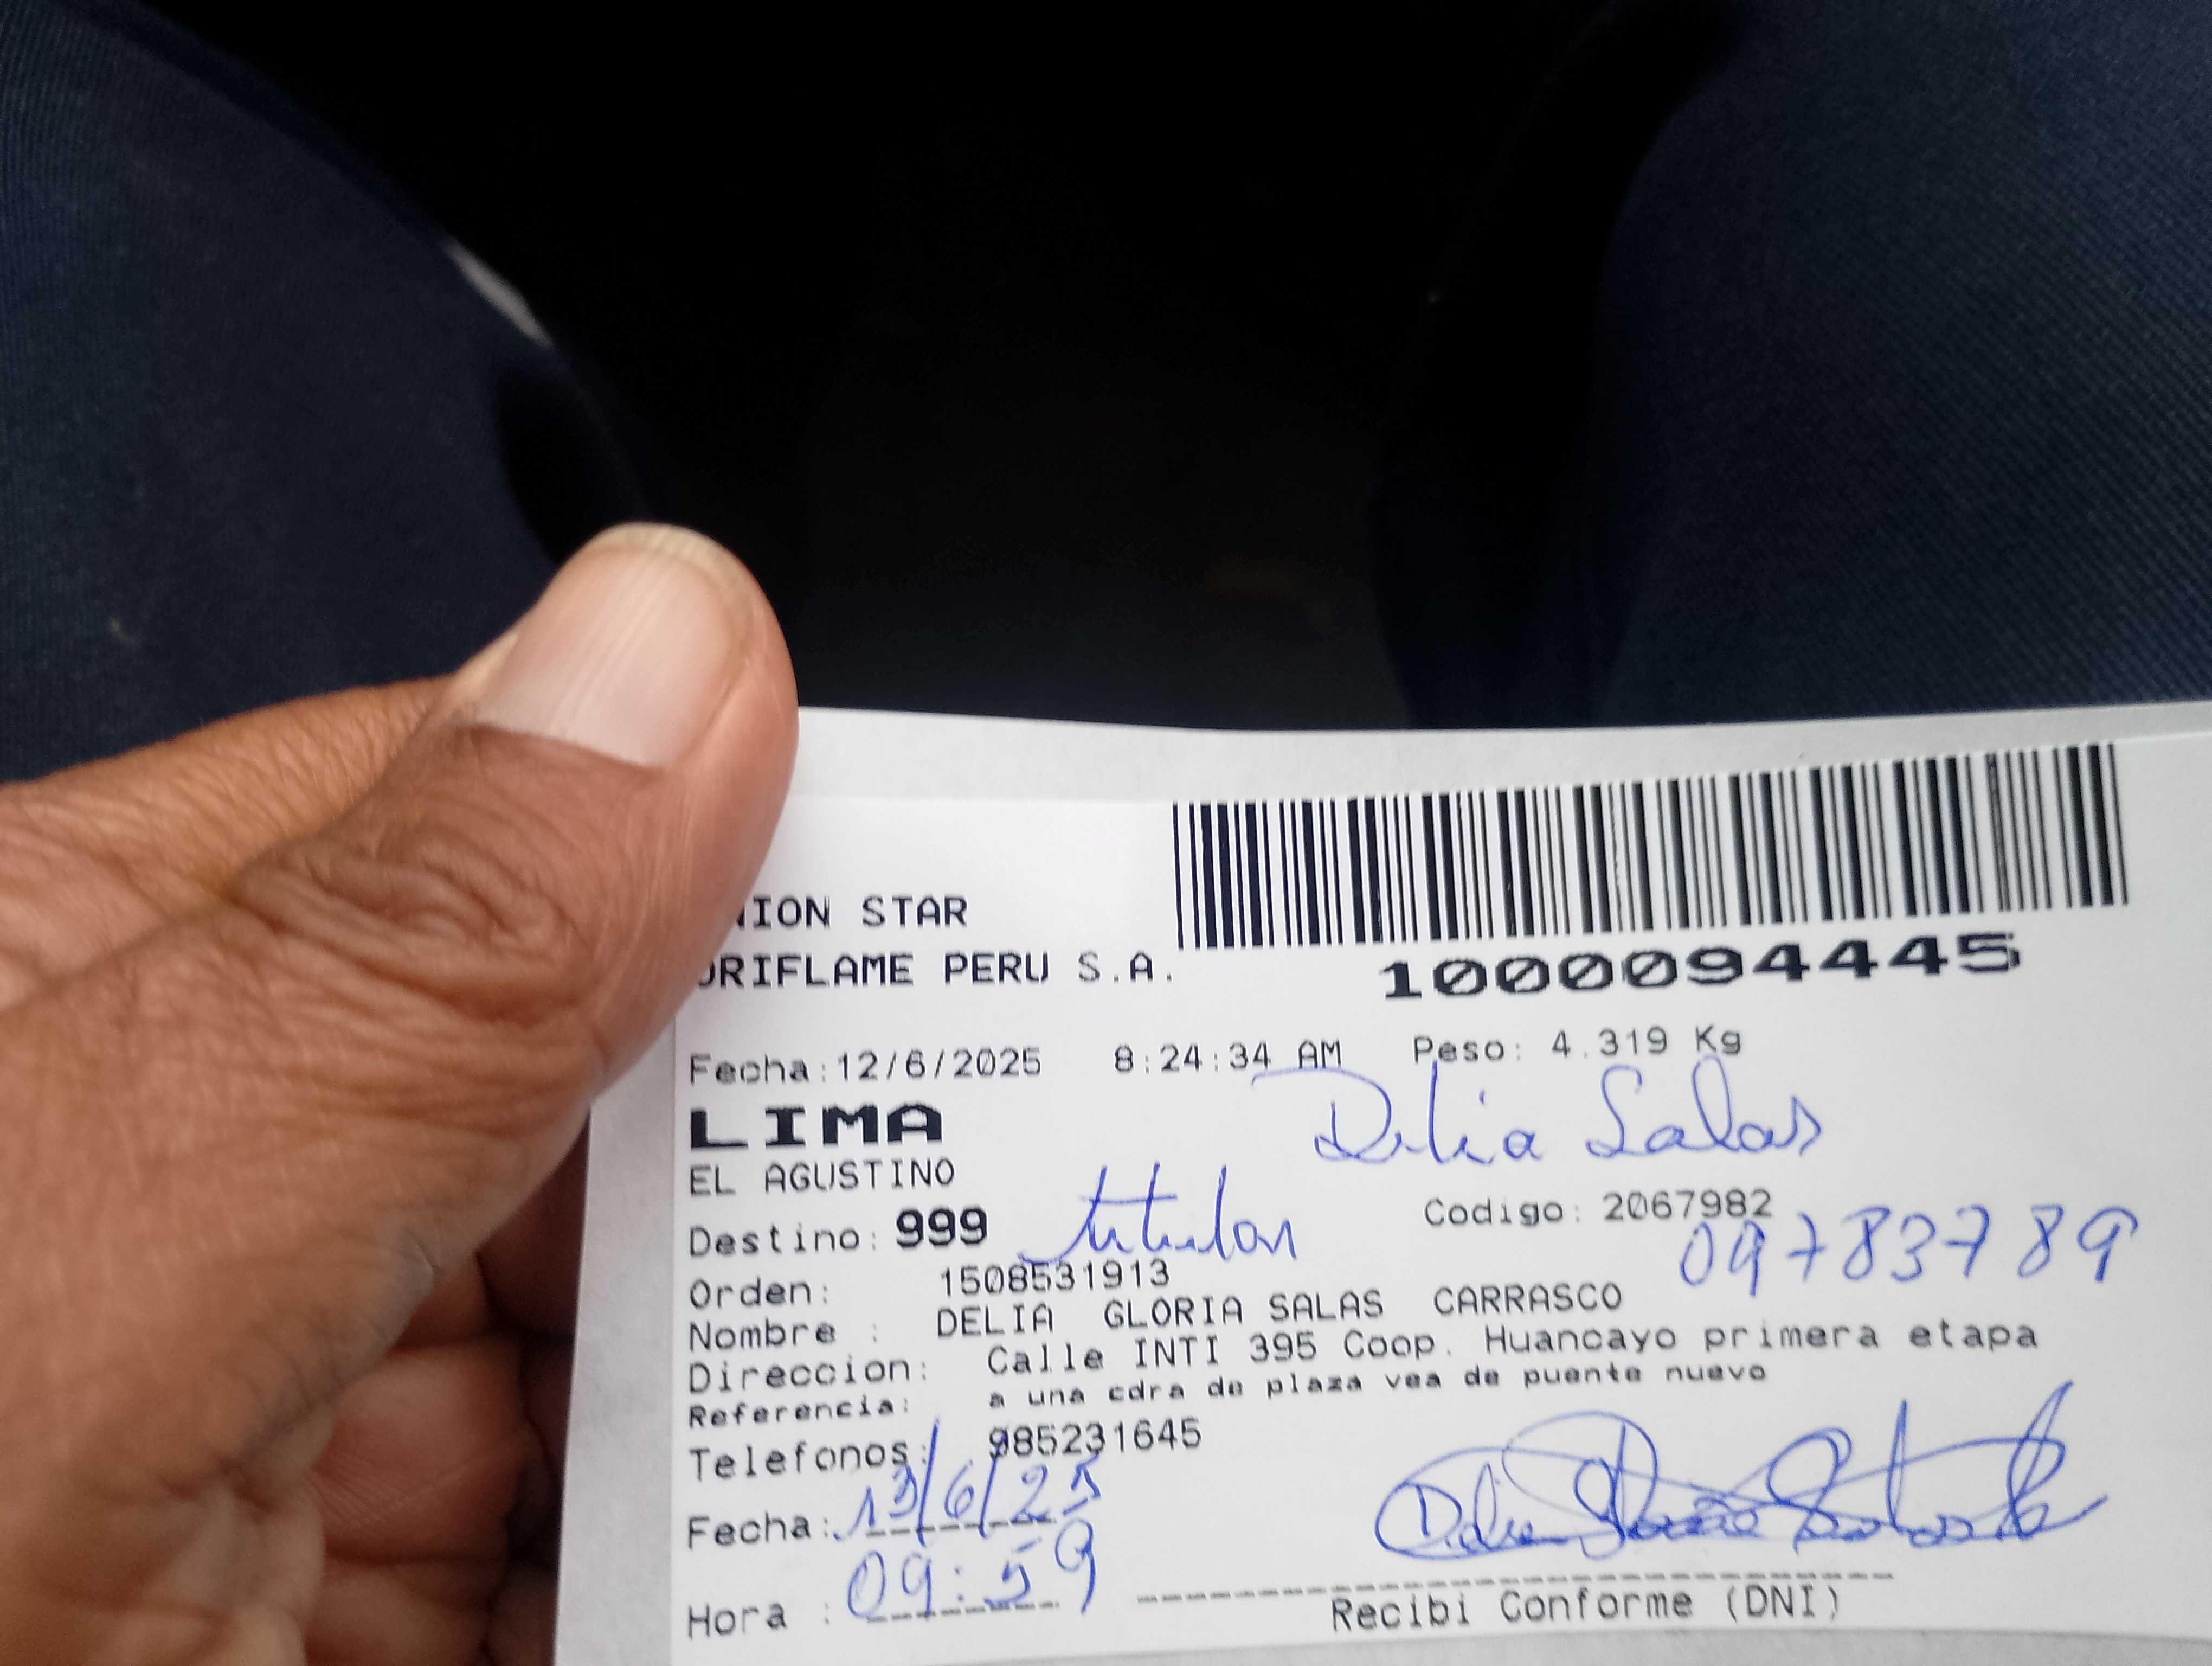 NION STAR
ORIFLAME PERU S.A.
1000094445
Fecha:12/6/2025 8:24:34 AM Peso: 4.319 Kg
LIMA
Delia Salas
EL AGUSTINO
Destino: 999 titular Codigo: 2067982
09783789
Orden: 1508531913
Nombre : DELIA GLORIA SALAS CARRASCO
Direccion: Calle INTI 395 Coop. Huancayo primera etapa
Referencia: a una cdra de plaza vea de puente nuevo
Telefonos: 985231645
Fecha: 13/6/25
Hora : 09:59
Recibi Conforme (DNI)